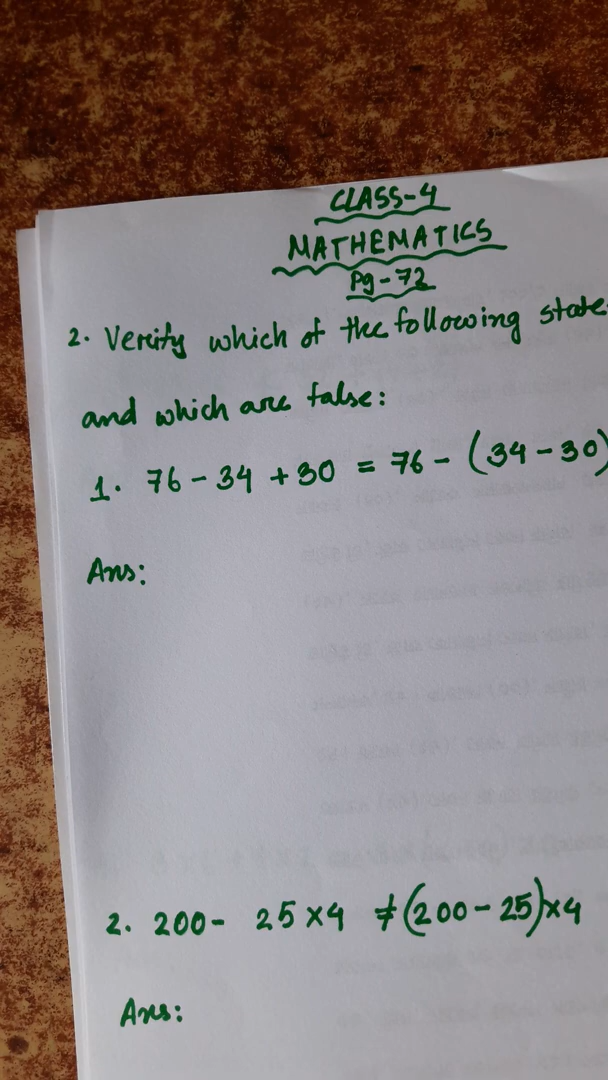 CLASS-4
MATHEMATICS
Pg-72
2. Verify which of the following state
and which are false:
1. 76 - 34 + 30 = 76 - (34 - 30)
Ans:
2. 200 - 25 × 4 ≠ (200 - 25) × 4
Ans: